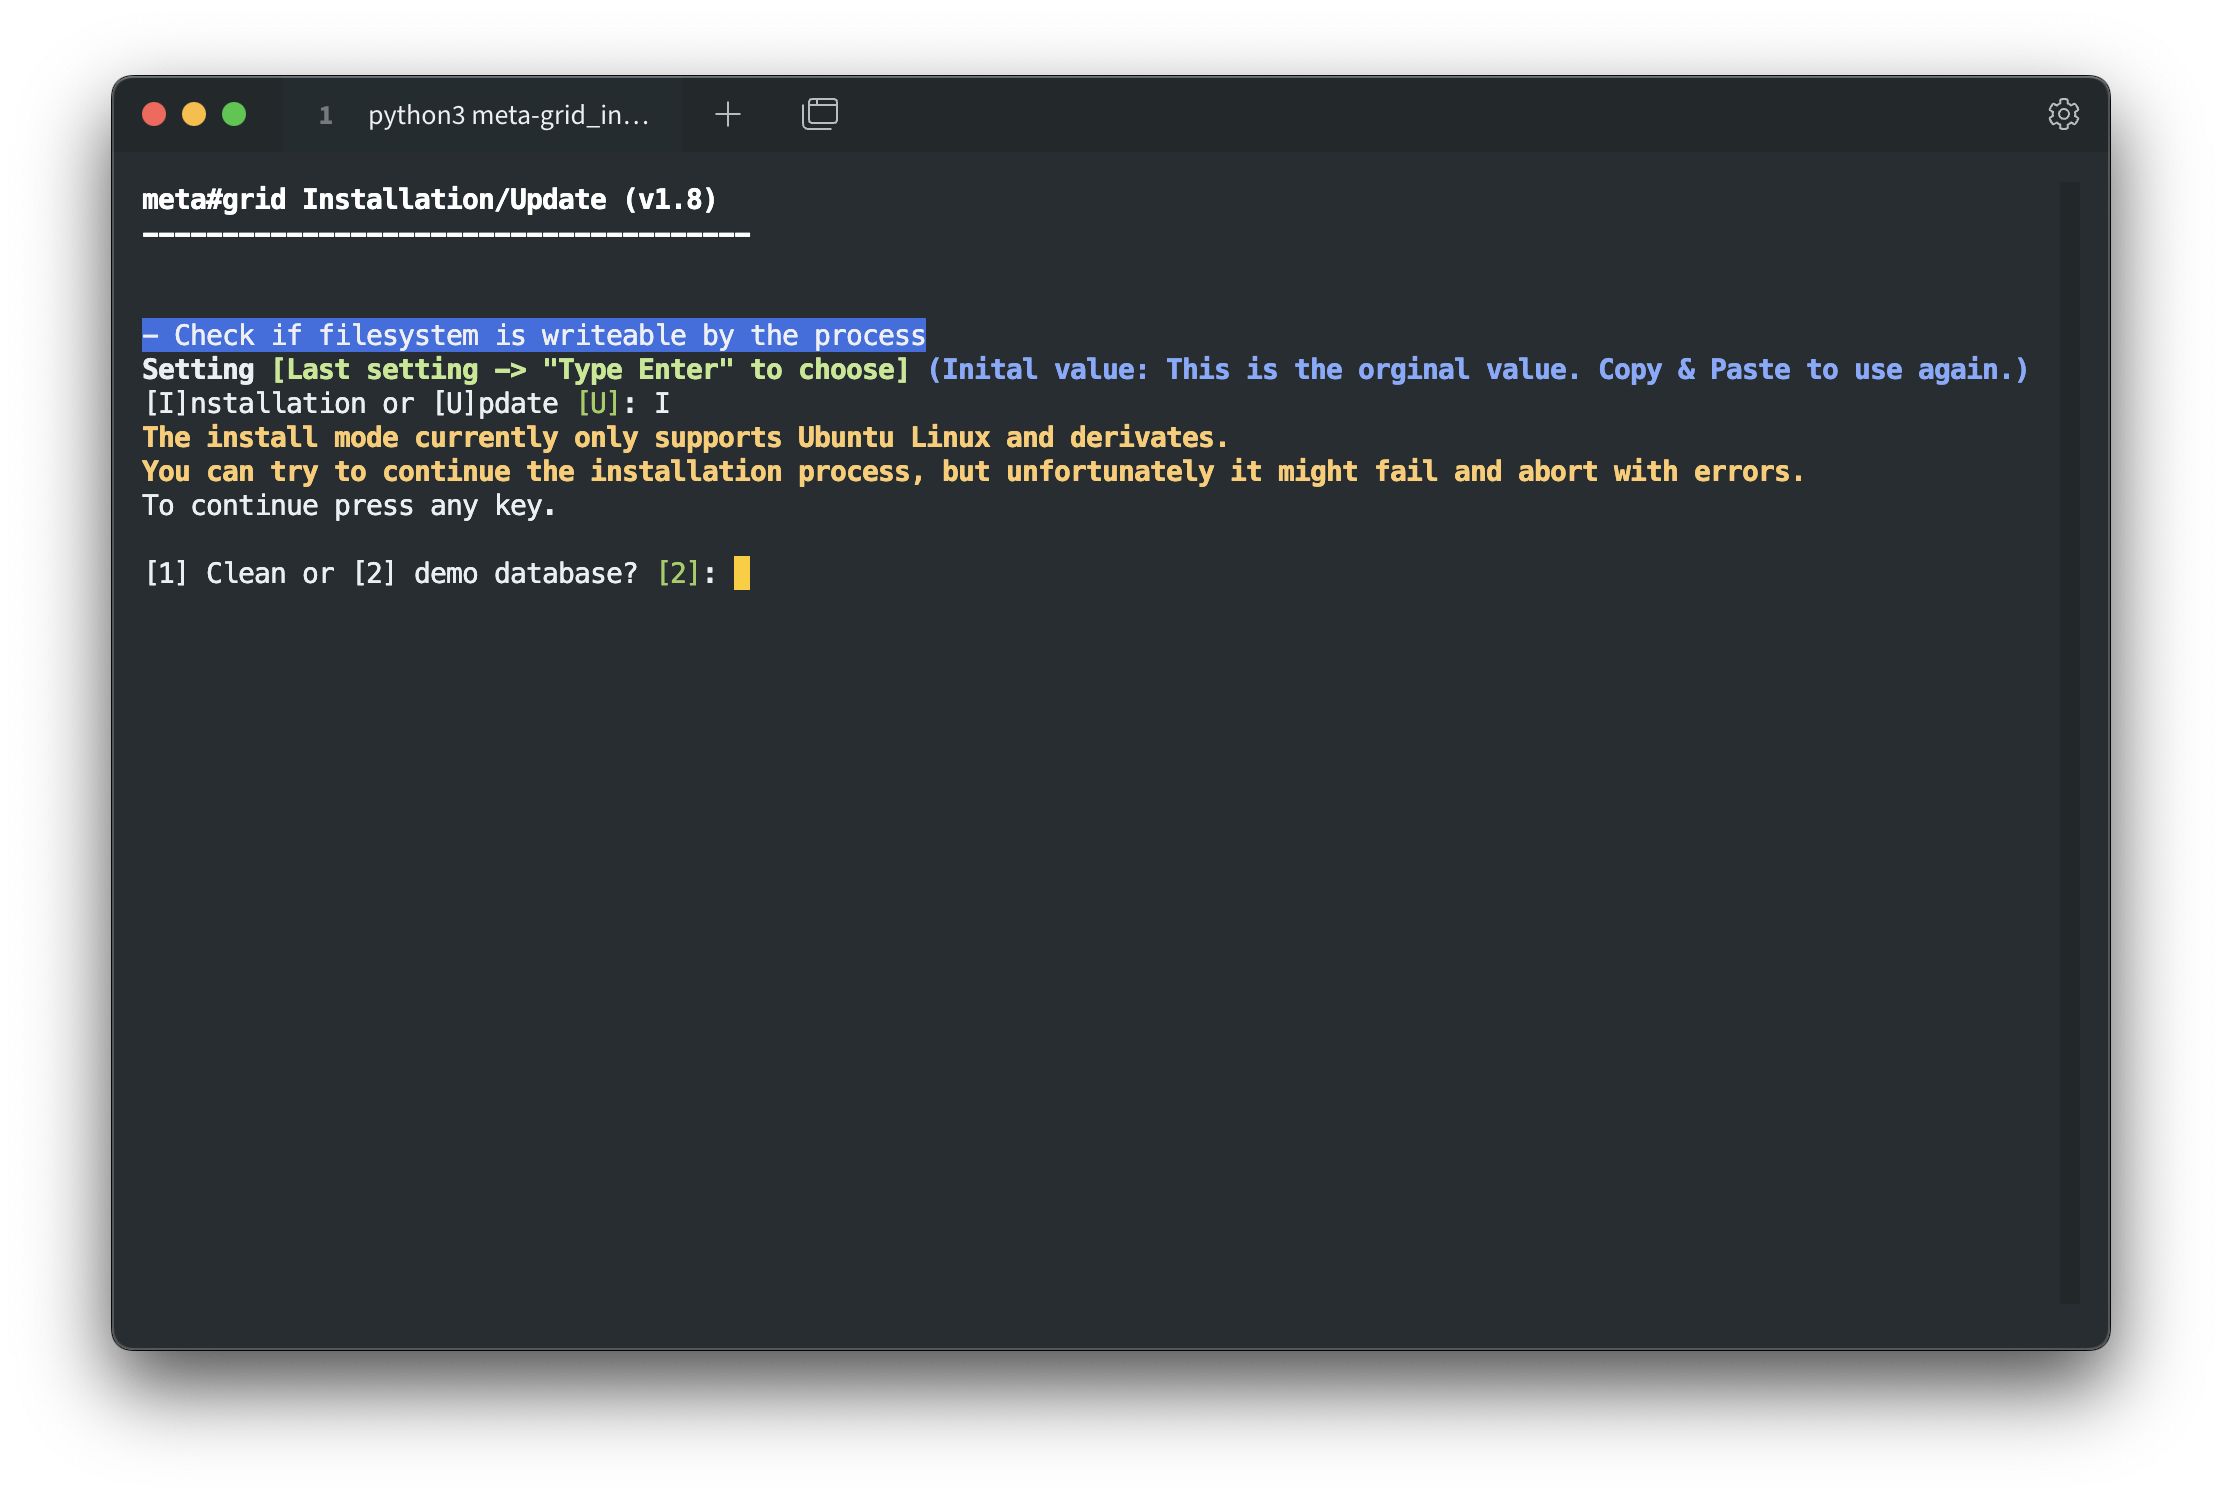 1 python3 meta-grid_in...
meta#grid Installation/Update (v1.8)
--------------------------------------
- Check if filesystem is writeable by the process
Setting [Last setting -> "Type Enter" to choose] (Inital value: This is the orginal value. Copy & Paste to use again.)
[I]nstallation or [U]pdate [U]: I
The install mode currently only supports Ubuntu Linux and derivates.
You can try to continue the installation process, but unfortunately it might fail and abort with errors.
To continue press any key.
[1] Clean or [2] demo database? [2]: